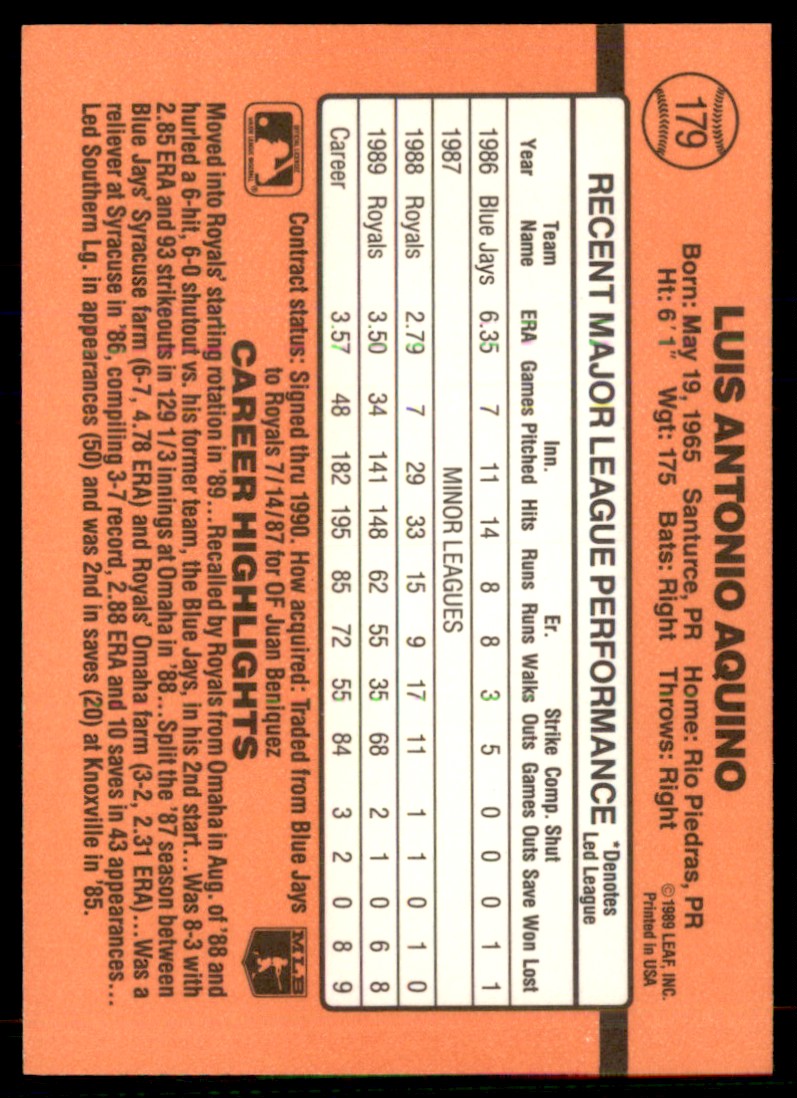 179
LUIS ANTONIO AQUINO
Born: May 19, 1965 Santurce, PR Home: Rio Piedras, PR
Ht: 6'1" Wgt: 175 Bats: Right Throws: Right
©1989 LEAF, INC.
Printed in USA
RECENT MAJOR LEAGUE PERFORMANCE *Denotes Led League
Team Inn. Er. Strike Comp. Shut
Year Name ERA Games Pitched Hits Runs Runs Walks Outs Games Outs Save Won Lost
1986 Blue Jays 6.35 7 11 14 8 8 3 5 0 0 0 1 1
1987 MINOR LEAGUES
1988 Royals 2.79 7 29 33 15 9 17 11 1 1 0 1 0
1989 Royals 3.50 34 141 148 62 55 35 68 2 1 0 6 8
Career 3.57 48 182 195 85 72 55 84 3 2 0 8 9
OFFICIAL LICENSEE
MAJOR LEAGUE BASEBALL
Contract status: Signed thru 1990. How acquired: Traded from Blue Jays
to Royals 7/14/87 for OF Juan Beniquez
MLB
CAREER HIGHLIGHTS
Moved into Royals' starting rotation in '89...Recalled by Royals from Omaha in Aug. of '88 and
hurled a 6-hit, 6-0 shutout vs. his former team, the Blue Jays, in his 2nd start...Was 8-3 with
2.85 ERA and 93 strikeouts in 129 1/3 innings at Omaha in '88...Split the '87 season between
Blue Jays' Syracuse farm (6-7, 4.78 ERA) and Royals' Omaha farm (3-2, 2.31 ERA)...Was a
reliever at Syracuse in '86, compiling 3-7 record, 2.88 ERA and 10 saves in 43 appearances...
Led Southern Lg. in appearances (50) and was 2nd in saves (20) at Knoxville in '85.